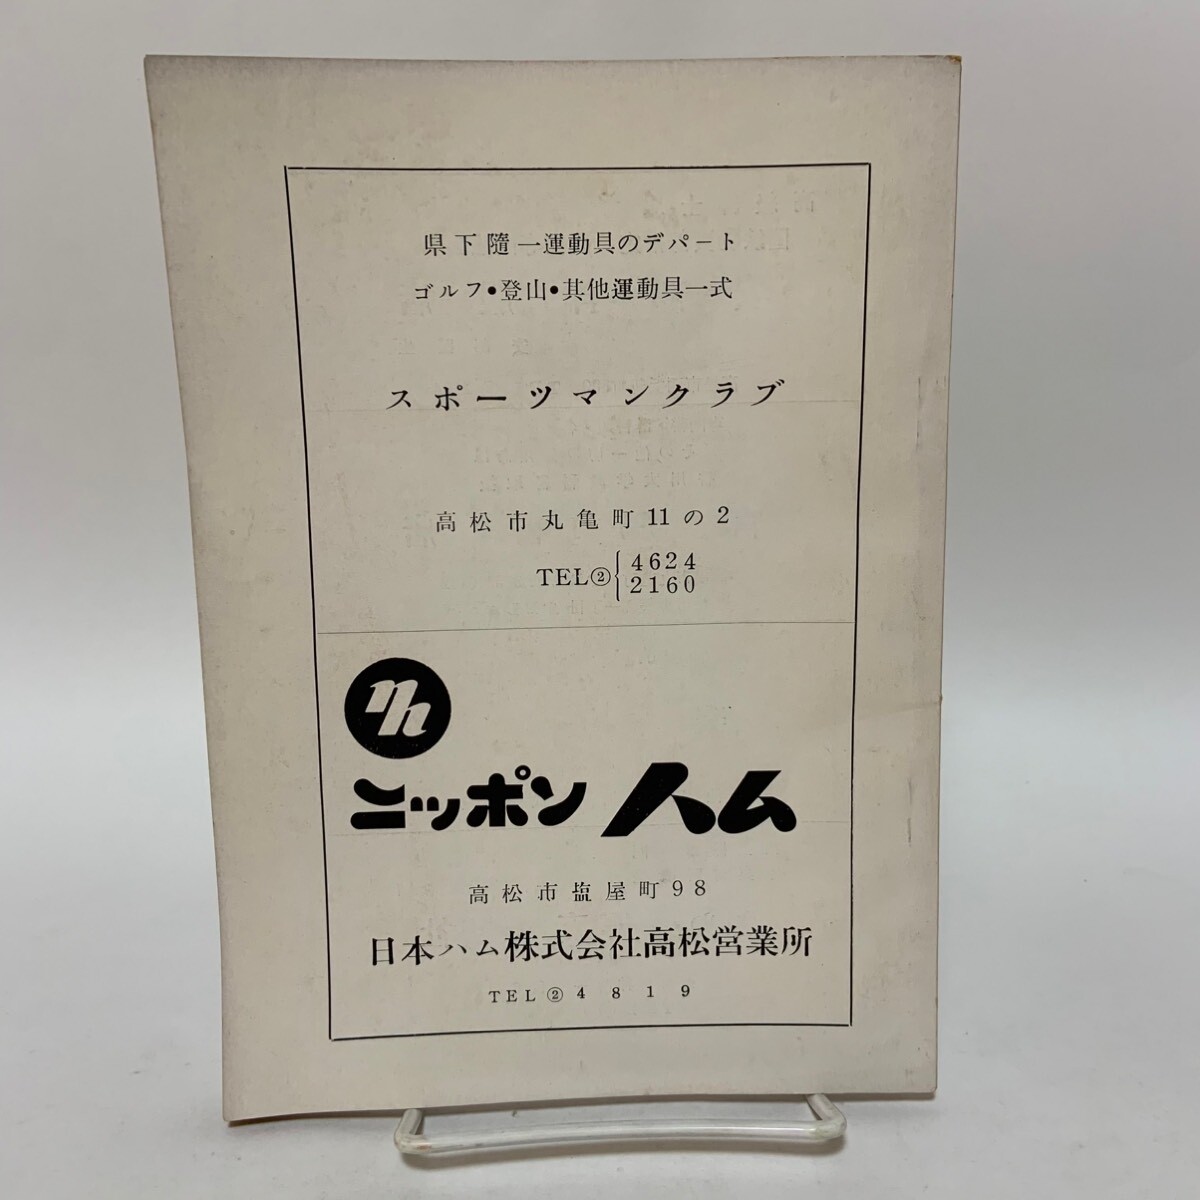 県下隨一運動具のデパート
ゴルフ•登山•其他運動具一式
スポーツマンクラブ
高松市丸亀町11の2
TEL②{4624
2160
nh
ニッポンハム
高松市塩屋町98
日本ハム株式会社高松営業所
TEL②4819